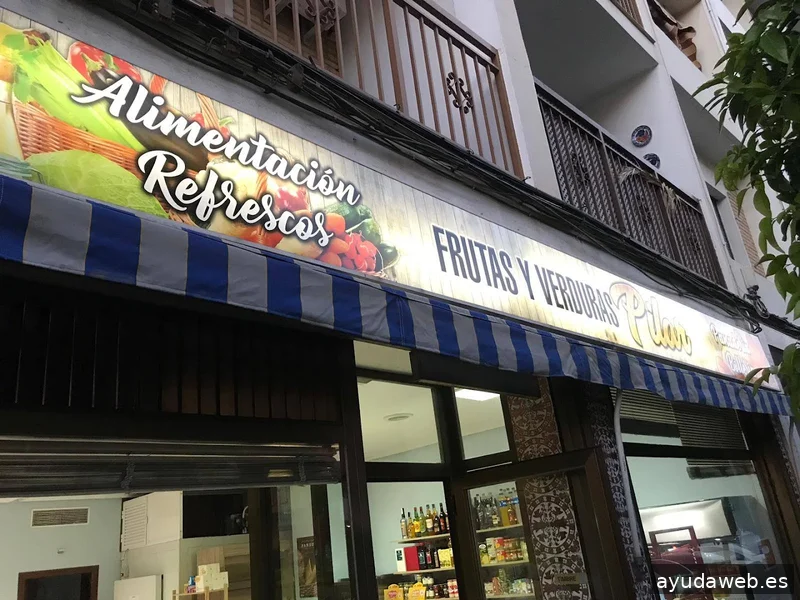 Alimentación
Refrescos
FRUTAS Y VERDURAS Pilar
ayudaweb.es